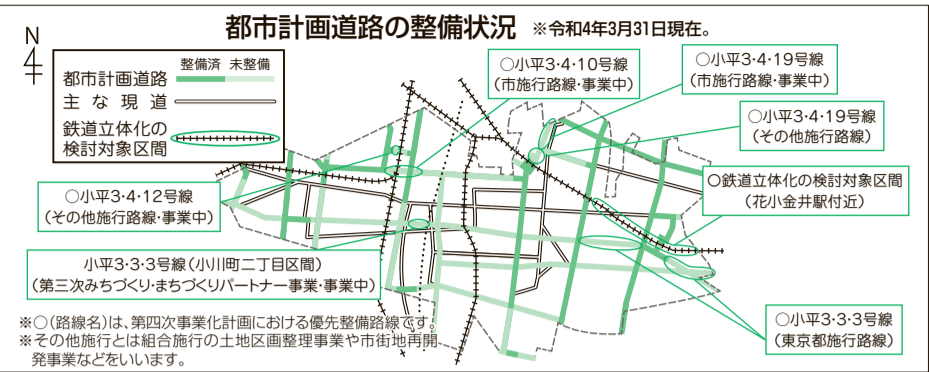 都市計画道路の整備状況 ※令和4年3月31日現在。
N
4
整備済 未整備
都市計画道路
主な現道
鉄道立体化の
検討対象区間
○小平3・4・10号線
(市施行路線・事業中)
○小平3・4・19号線
(市施行路線・事業中)
○小平3・4・19号線
(その他施行路線)
○鉄道立体化の検討対象区間
(花小金井駅付近)
○小平3・4・12号線
(その他施行路線・事業中)
小平3・3・3号線(小川町二丁目区間)
(第三次みちづくり・まちづくりパートナー事業・事業中)
○小平3・3・3号線
(東京都施行路線)
※○(路線名)は、第四次事業化計画における優先整備路線です。
※その他施行とは組合施行の土地区画整理事業や市街地再開
発事業などをいいます。